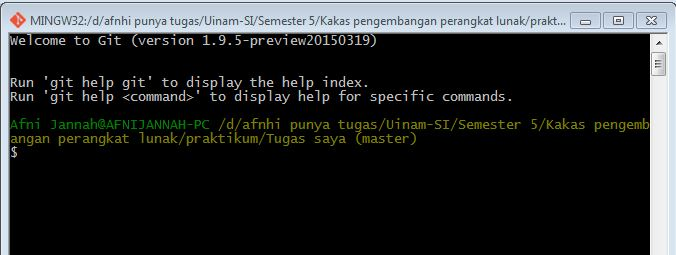 MINGW32:/d/afnhi punya tugas/Uinam-SI/Semester 5/Kakas pengembangan perangkat lunak/prakt...
Welcome to Git (version 1.9.5-preview20150319)
Run 'git help git' to display the help index.
Run 'git help <command>' to display help for specific commands.
Afni Jannah@AFNIJANNAH-PC /d/afnhi punya tugas/Uinam-SI/Semester 5/Kakas pengemb
angan perangkat lunak/praktikum/Tugas saya (master)
$